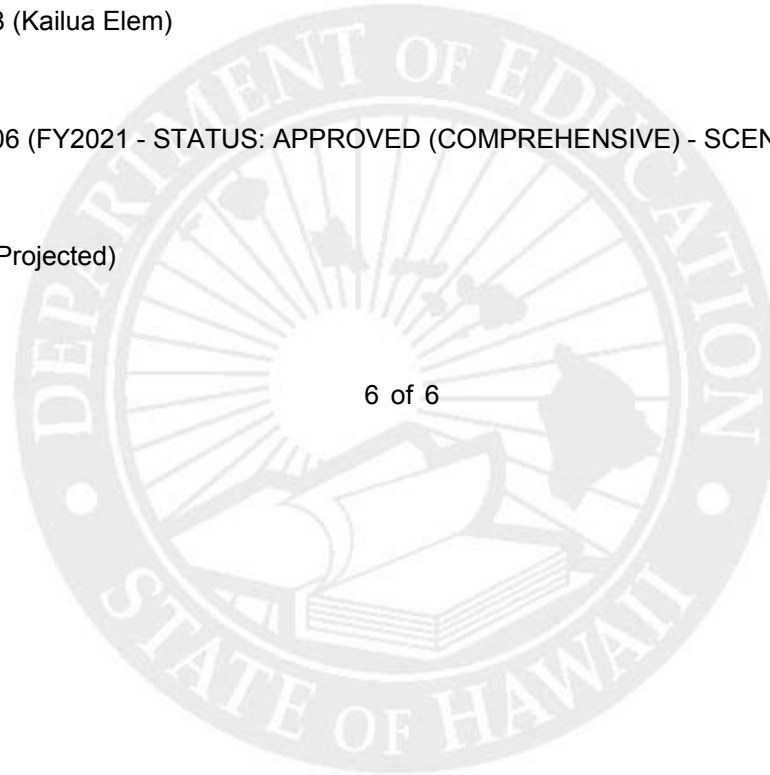 3 (Kailua Elem)
06 (FY2021 - STATUS: APPROVED (COMPREHENSIVE) - SCEN
Projected)
6 of 6
DEPARTMENT OF EDUCATION
STATE OF HAWAII